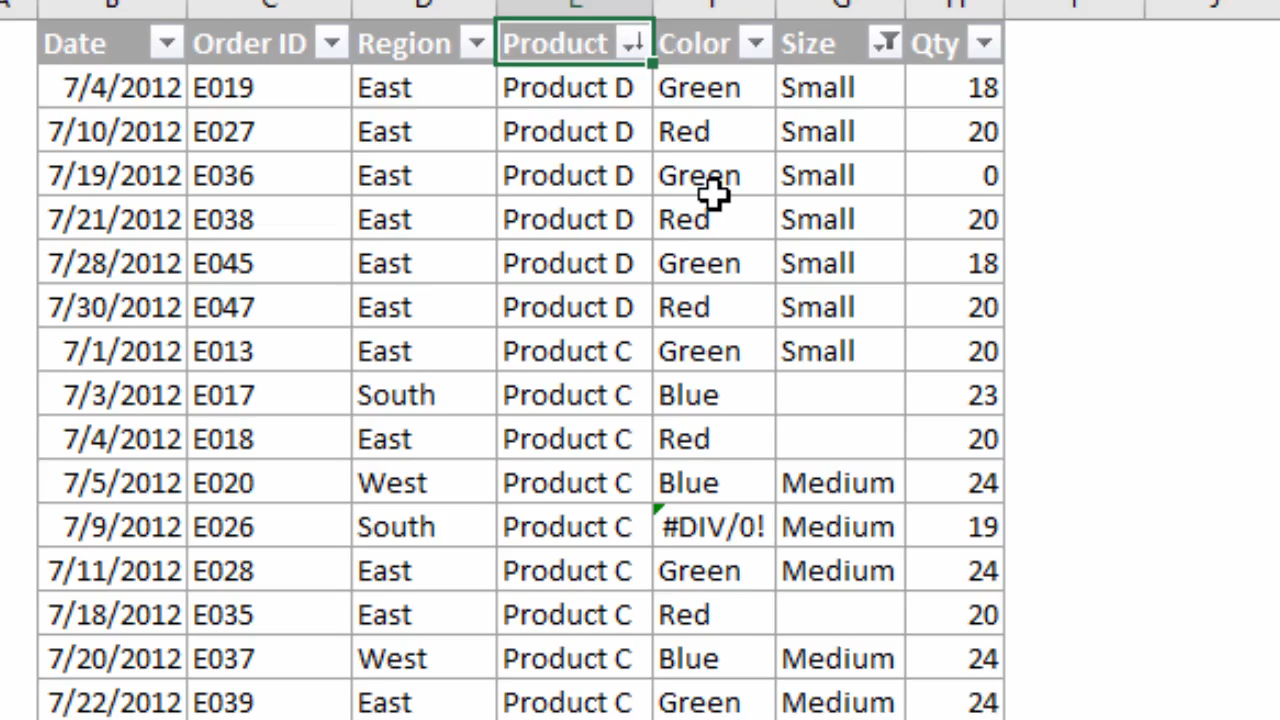 Date Order ID Region Product Color Size Qty
7/4/2012 E019 East Product D Green Small 18
7/10/2012 E027 East Product D Red Small 20
7/19/2012 E036 East Product D Green Small 0
7/21/2012 E038 East Product D Red Small 20
7/28/2012 E045 East Product D Green Small 18
7/30/2012 E047 East Product D Red Small 20
7/1/2012 E013 East Product C Green Small 20
7/3/2012 E017 South Product C Blue 23
7/4/2012 E018 East Product C Red 20
7/5/2012 E020 West Product C Blue Medium 24
7/9/2012 E026 South Product C #DIV/0! Medium 19
7/11/2012 E028 East Product C Green Medium 24
7/18/2012 E035 East Product C Red 20
7/20/2012 E037 West Product C Blue Medium 24
7/22/2012 E039 East Product C Green Medium 24